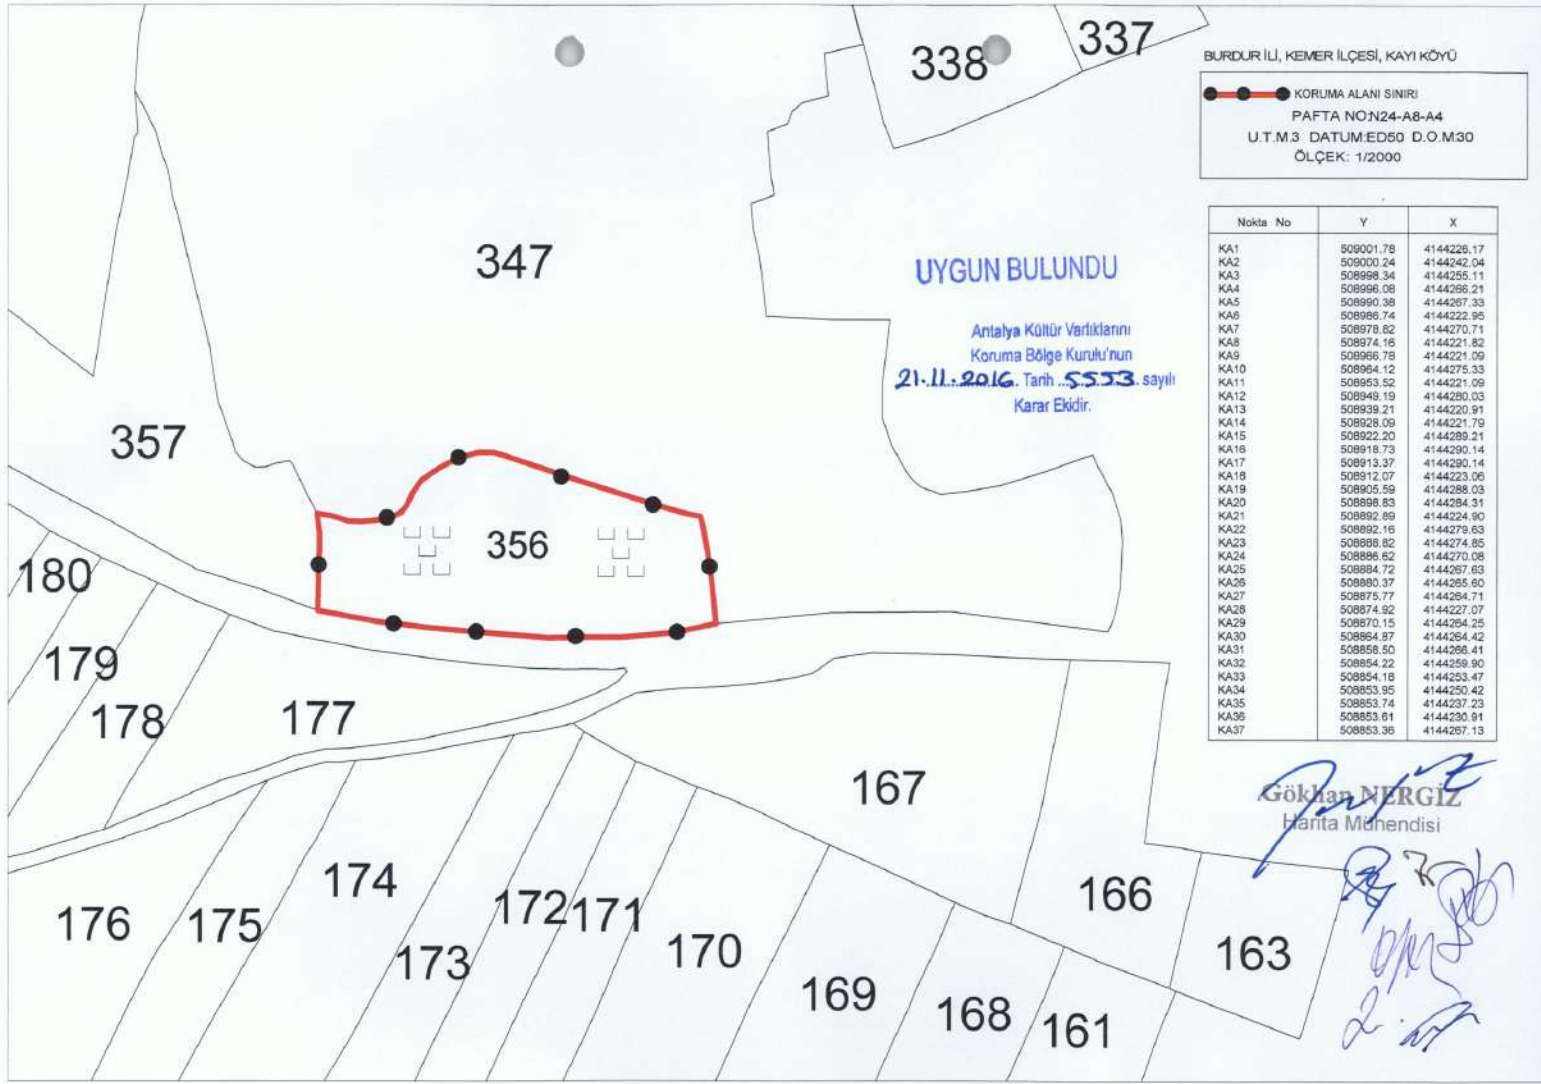 338
337
BURDUR İLİ, KEMER İLÇESİ, KAYI KÖYÜ
KORUMA ALANI SINIRI
PAFTA NO:N24-A8-A4
U.T.M:3 DATUM:ED50 D.O.M:30
ÖLÇEK: 1/2000
Nokta No Y X
KA1 509001.78 4144226.17
KA2 509000.24 4144242.04
KA3 508998.34 4144255.11
KA4 508996.08 4144266.21
KA5 508990.38 4144267.33
KA6 508986.74 4144222.95
KA7 508978.82 4144270.71
KA8 508974.16 4144221.82
KA9 508966.78 4144221.09
KA10 508964.12 4144275.33
KA11 508953.52 4144221.09
KA12 508949.19 4144280.03
KA13 508939.21 4144220.91
KA14 508928.09 4144221.79
KA15 508922.20 4144289.21
KA16 508918.73 4144290.14
KA17 508913.37 4144290.14
KA18 508912.07 4144223.06
KA19 508905.59 4144288.03
KA20 508898.83 4144284.31
KA21 508892.89 4144224.90
KA22 508892.16 4144279.63
KA23 508888.82 4144274.85
KA24 508886.62 4144270.08
KA25 508884.72 4144267.63
KA26 508880.37 4144265.60
KA27 508875.77 4144264.71
KA28 508874.92 4144227.07
KA29 508870.15 4144264.25
KA30 508864.87 4144264.42
KA31 508858.50 4144266.41
KA32 508854.22 4144259.90
KA33 508854.18 4144253.47
KA34 508853.95 4144250.42
KA35 508853.74 4144237.23
KA36 508853.61 4144230.91
KA37 508853.36 4144267.13
347
UYGUN BULUNDU
Antalya Kültür Varlıklarını
Koruma Bölge Kurulu'nun
21.11.2016. Tarih 5553. sayılı
Karar Ekidir.
357
356
180
179
178
177
167
Gökhan NERGİZ
Harita Mühendisi
176
175
174
173
172
171
170
169
168
161
166
163